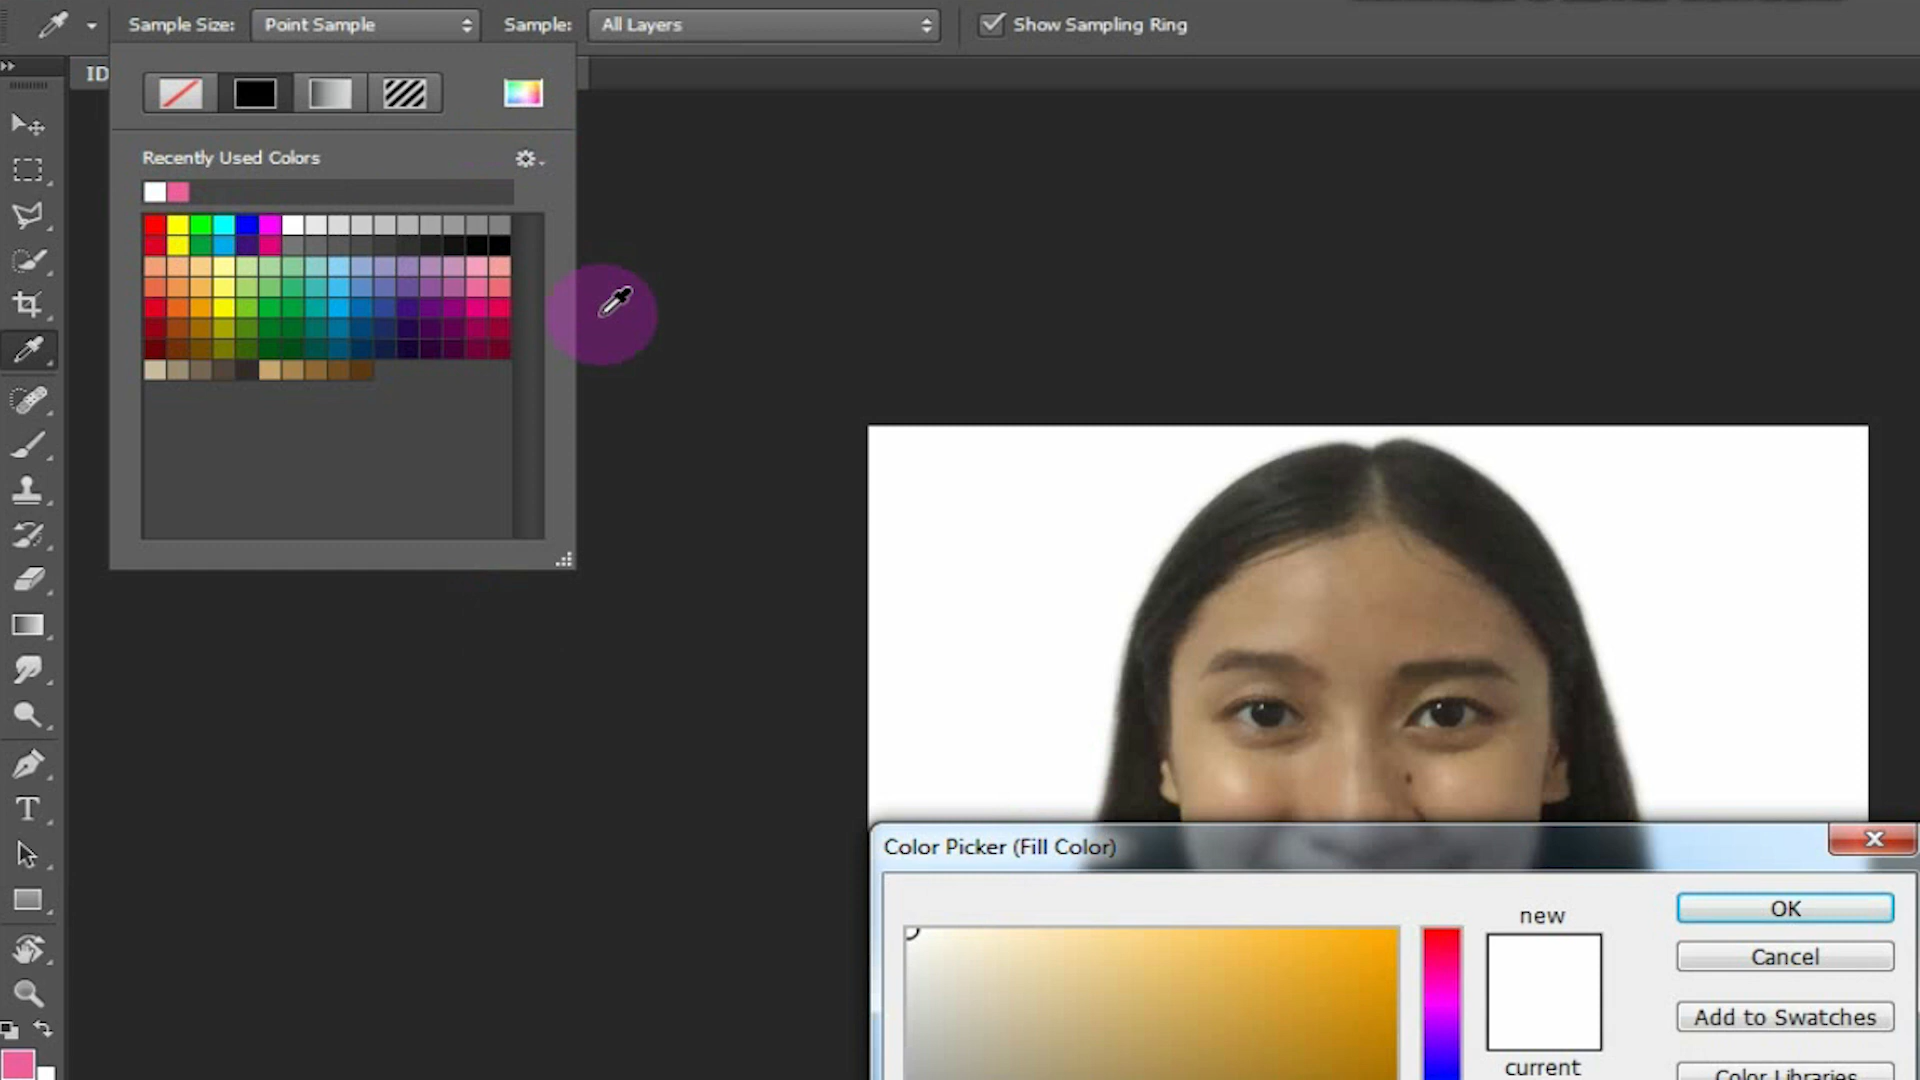 Sample Size: Point Sample Sample: All Layers Show Sampling Ring
ID
Recently Used Colors
T
Color Picker (Fill Color)
new
OK
Cancel
Add to Swatches
current
Color Libraries